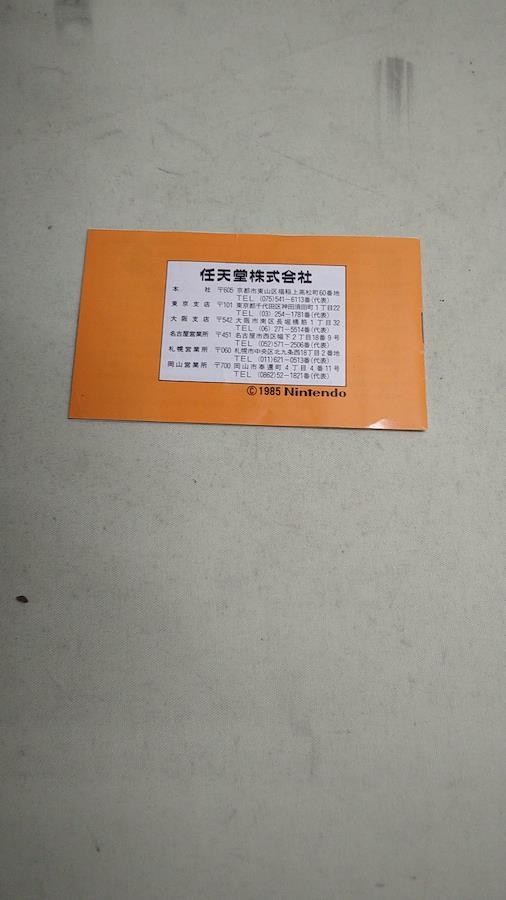 任天堂株式会社
本社 〒605 京都市東山区福稲上高松町60番地
TEL (075)541-6113番(代表)
東京支店 〒101 東京都千代田区神田須田町1丁目22
TEL (03) 254-1781番(代表)
大阪支店 〒542 大阪市南区長堀橋筋1丁目32
TEL (06) 271-5514番(代表)
名古屋営業所 〒451 名古屋市西区幅下2丁目18番9号
TEL (052)571-2506番(代表)
札幌営業所 〒060 札幌市中央区北九条西18丁目2番地
TEL (011)621-0513番(代表)
岡山営業所 〒700 岡山市奉還町4丁目4番11号
TEL (0862)52-1821番(代表)
©1985 Nintendo